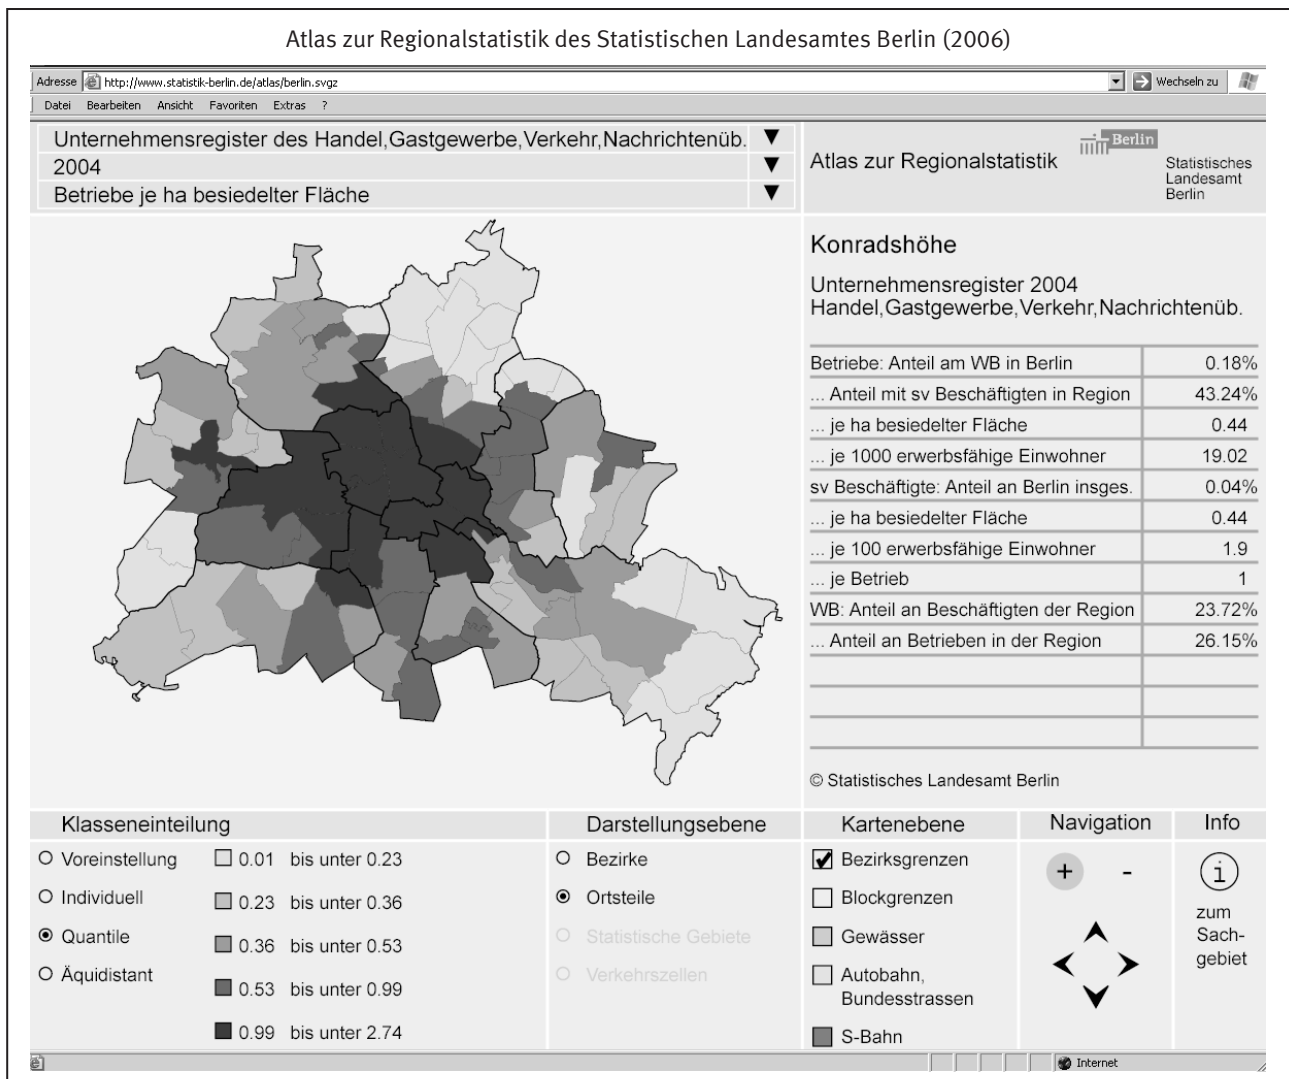 Atlas zur Regionalstatistik des Statistischen Landesamtes Berlin (2006)
Adresse http://www.statistik-berlin.de/atlas/berlin.svgz Wechseln zu
Datei Bearbeiten Ansicht Favoriten Extras ?
Unternehmensregister des Handel,Gastgewerbe,Verkehr,Nachrichtenüb. ▼
2004 ▼
Betriebe je ha besiedelter Fläche ▼
Atlas zur Regionalstatistik
Berlin
Statistisches
Landesamt
Berlin
Konradshöhe
Unternehmensregister 2004
Handel,Gastgewerbe,Verkehr,Nachrichtenüb.
Betriebe: Anteil am WB in Berlin 0.18%
... Anteil mit sv Beschäftigten in Region 43.24%
... je ha besiedelter Fläche 0.44
... je 1000 erwerbsfähige Einwohner 19.02
sv Beschäftigte: Anteil an Berlin insges. 0.04%
... je ha besiedelter Fläche 0.44
... je 100 erwerbsfähige Einwohner 1.9
... je Betrieb 1
WB: Anteil an Beschäftigten der Region 23.72%
... Anteil an Betrieben in der Region 26.15%
© Statistisches Landesamt Berlin
Klasseneinteilung
Voreinstellung
Individuell
Quantile
Äquidistant
0.01 bis unter 0.23
0.23 bis unter 0.36
0.36 bis unter 0.53
0.53 bis unter 0.99
0.99 bis unter 2.74
Darstellungsebene
Bezirke
Ortsteile
Statistische Gebiete
Verkehrszellen
Kartenebene
Bezirksgrenzen
Blockgrenzen
Gewässer
Autobahn,
Bundesstrassen
S-Bahn
Navigation
+ -
Info
i
zum
Sach-
gebiet
Internet